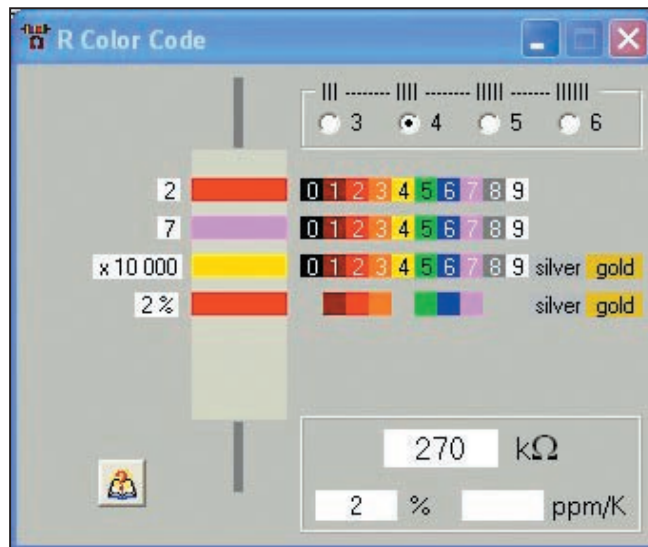 R Color Code
III -------- IIII -------- IIIII -------- IIIIII
3 4 5 6
2 0 1 2 3 4 5 6 7 8 9
7 0 1 2 3 4 5 6 7 8 9
x 10 000 0 1 2 3 4 5 6 7 8 9 silver gold
2 % silver gold
270 kΩ
2 % ppm/K